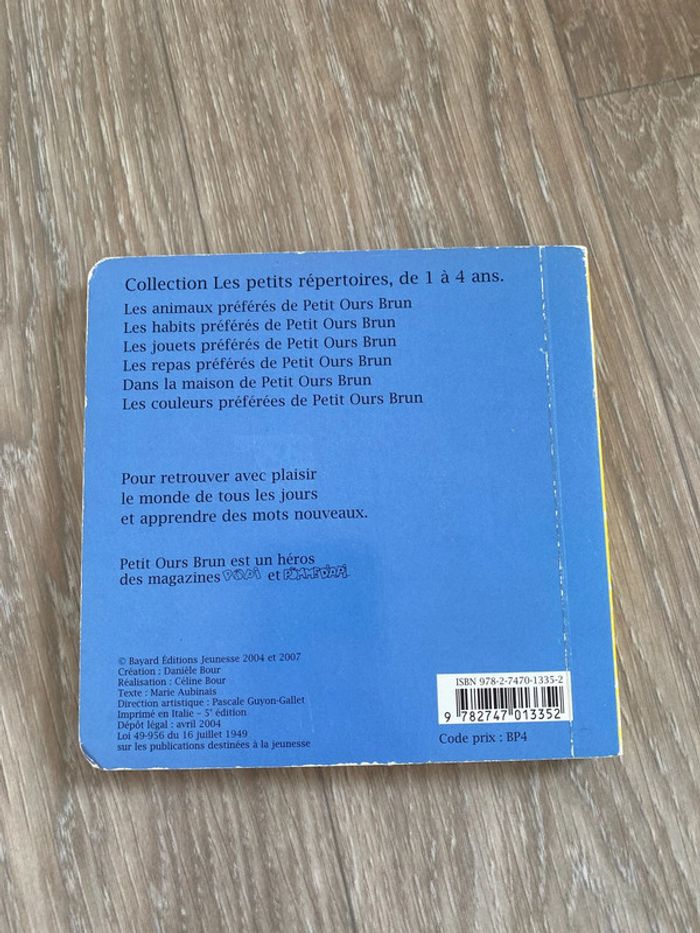 Collection Les petits répertoires, de 1 à 4 ans.
Les animaux préférés de Petit Ours Brun
Les habits préférés de Petit Ours Brun
Les jouets préférés de Petit Ours Brun
Les repas préférés de Petit Ours Brun
Dans la maison de Petit Ours Brun
Les couleurs préférées de Petit Ours Brun
Pour retrouver avec plaisir
le monde de tous les jours
et apprendre des mots nouveaux.
Petit Ours Brun est un héros
des magazines POPI et POMME D'API.
© Bayard Éditions Jeunesse 2004 et 2007
Création : Danièle Bour
Réalisation : Céline Bour
Texte : Marie Aubinais
Direction artistique : Pascale Guyon-Gallet
Imprimé en Italie – 5e édition
Dépôt légal : avril 2004
Loi 49-956 du 16 juillet 1949
sur les publications destinées à la jeunesse
ISBN 978-2-7470-1335-2
9 782747 013352
Code prix : BP4